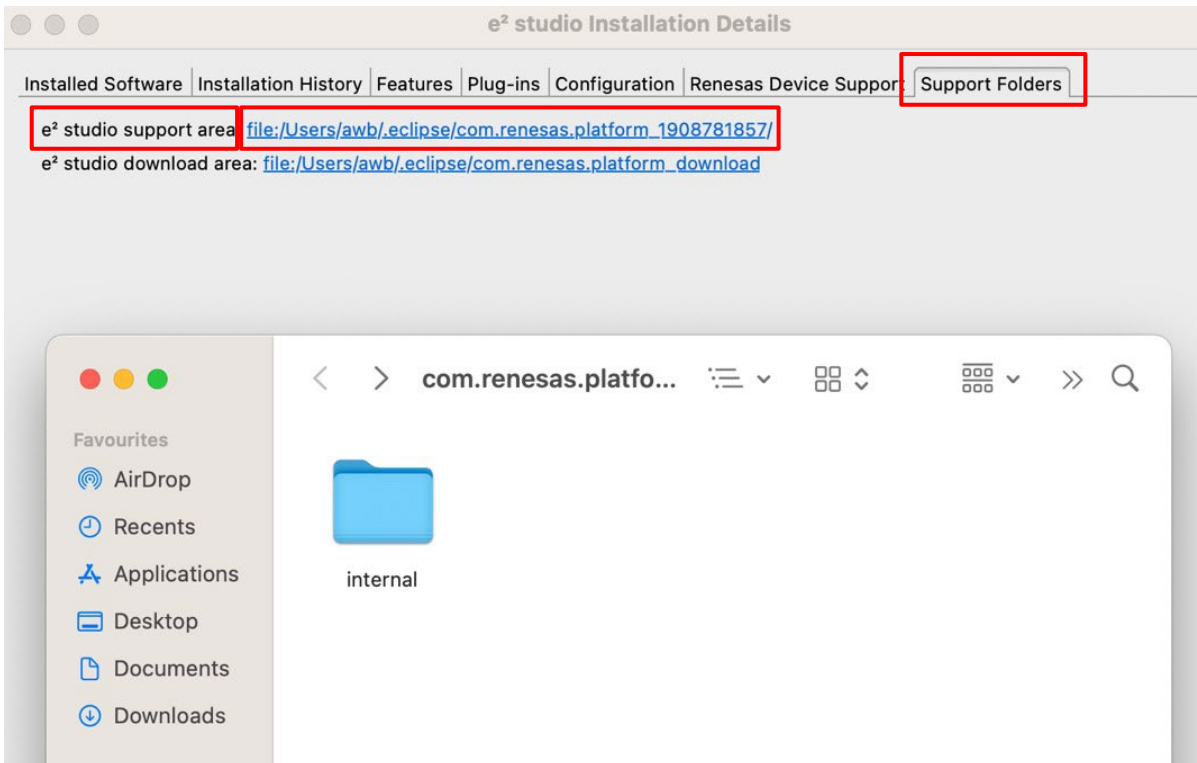 e² studio Installation Details
Installed Software Installation History Features Plug-ins Configuration Renesas Device Support Support Folders
e² studio support area: file:/Users/awb/.eclipse/com.renesas.platform_1908781857/
e² studio download area: file:/Users/awb/.eclipse/com.renesas.platform_download
com.renesas.platfo...
Favourites
AirDrop
Recents
Applications
Desktop
Documents
Downloads
internal